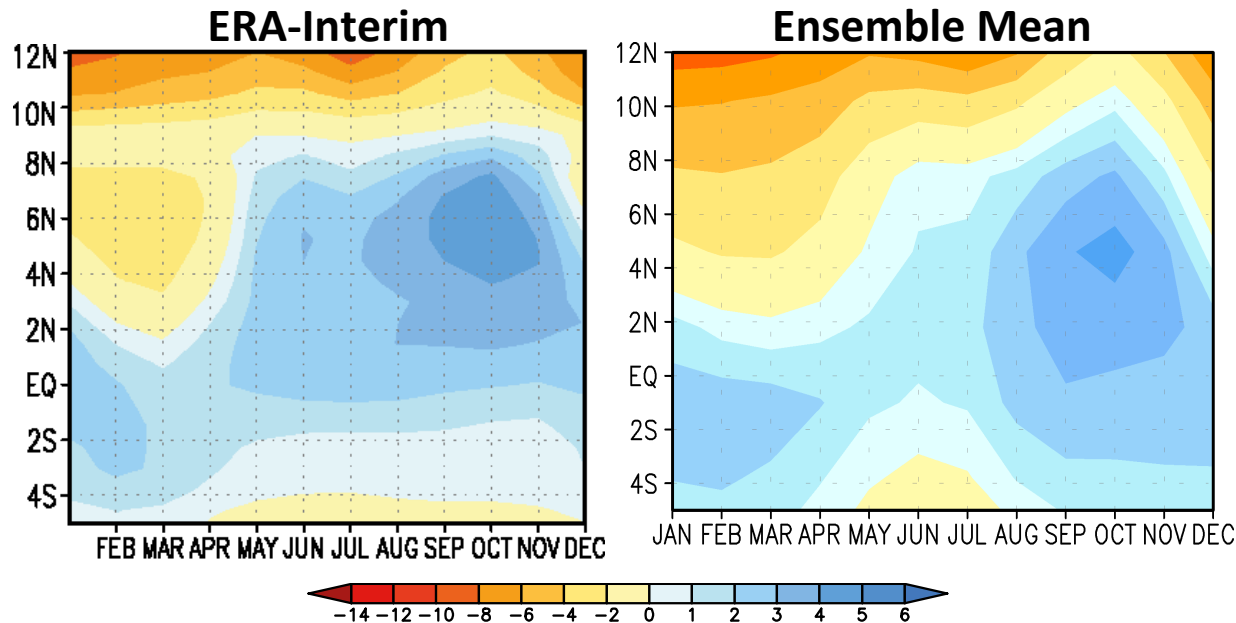 ERA-Interim
Ensemble Mean
12N
10N
8N
6N
4N
2N
EQ
2S
4S
FEB MAR APR MAY JUN JUL AUG SEP OCT NOV DEC
12N
10N
8N
6N
4N
2N
EQ
2S
4S
JAN FEB MAR APR MAY JUN JUL AUG SEP OCT NOV DEC
-14 -12 -10 -8 -6 -4 -2 0 1 2 3 4 5 6